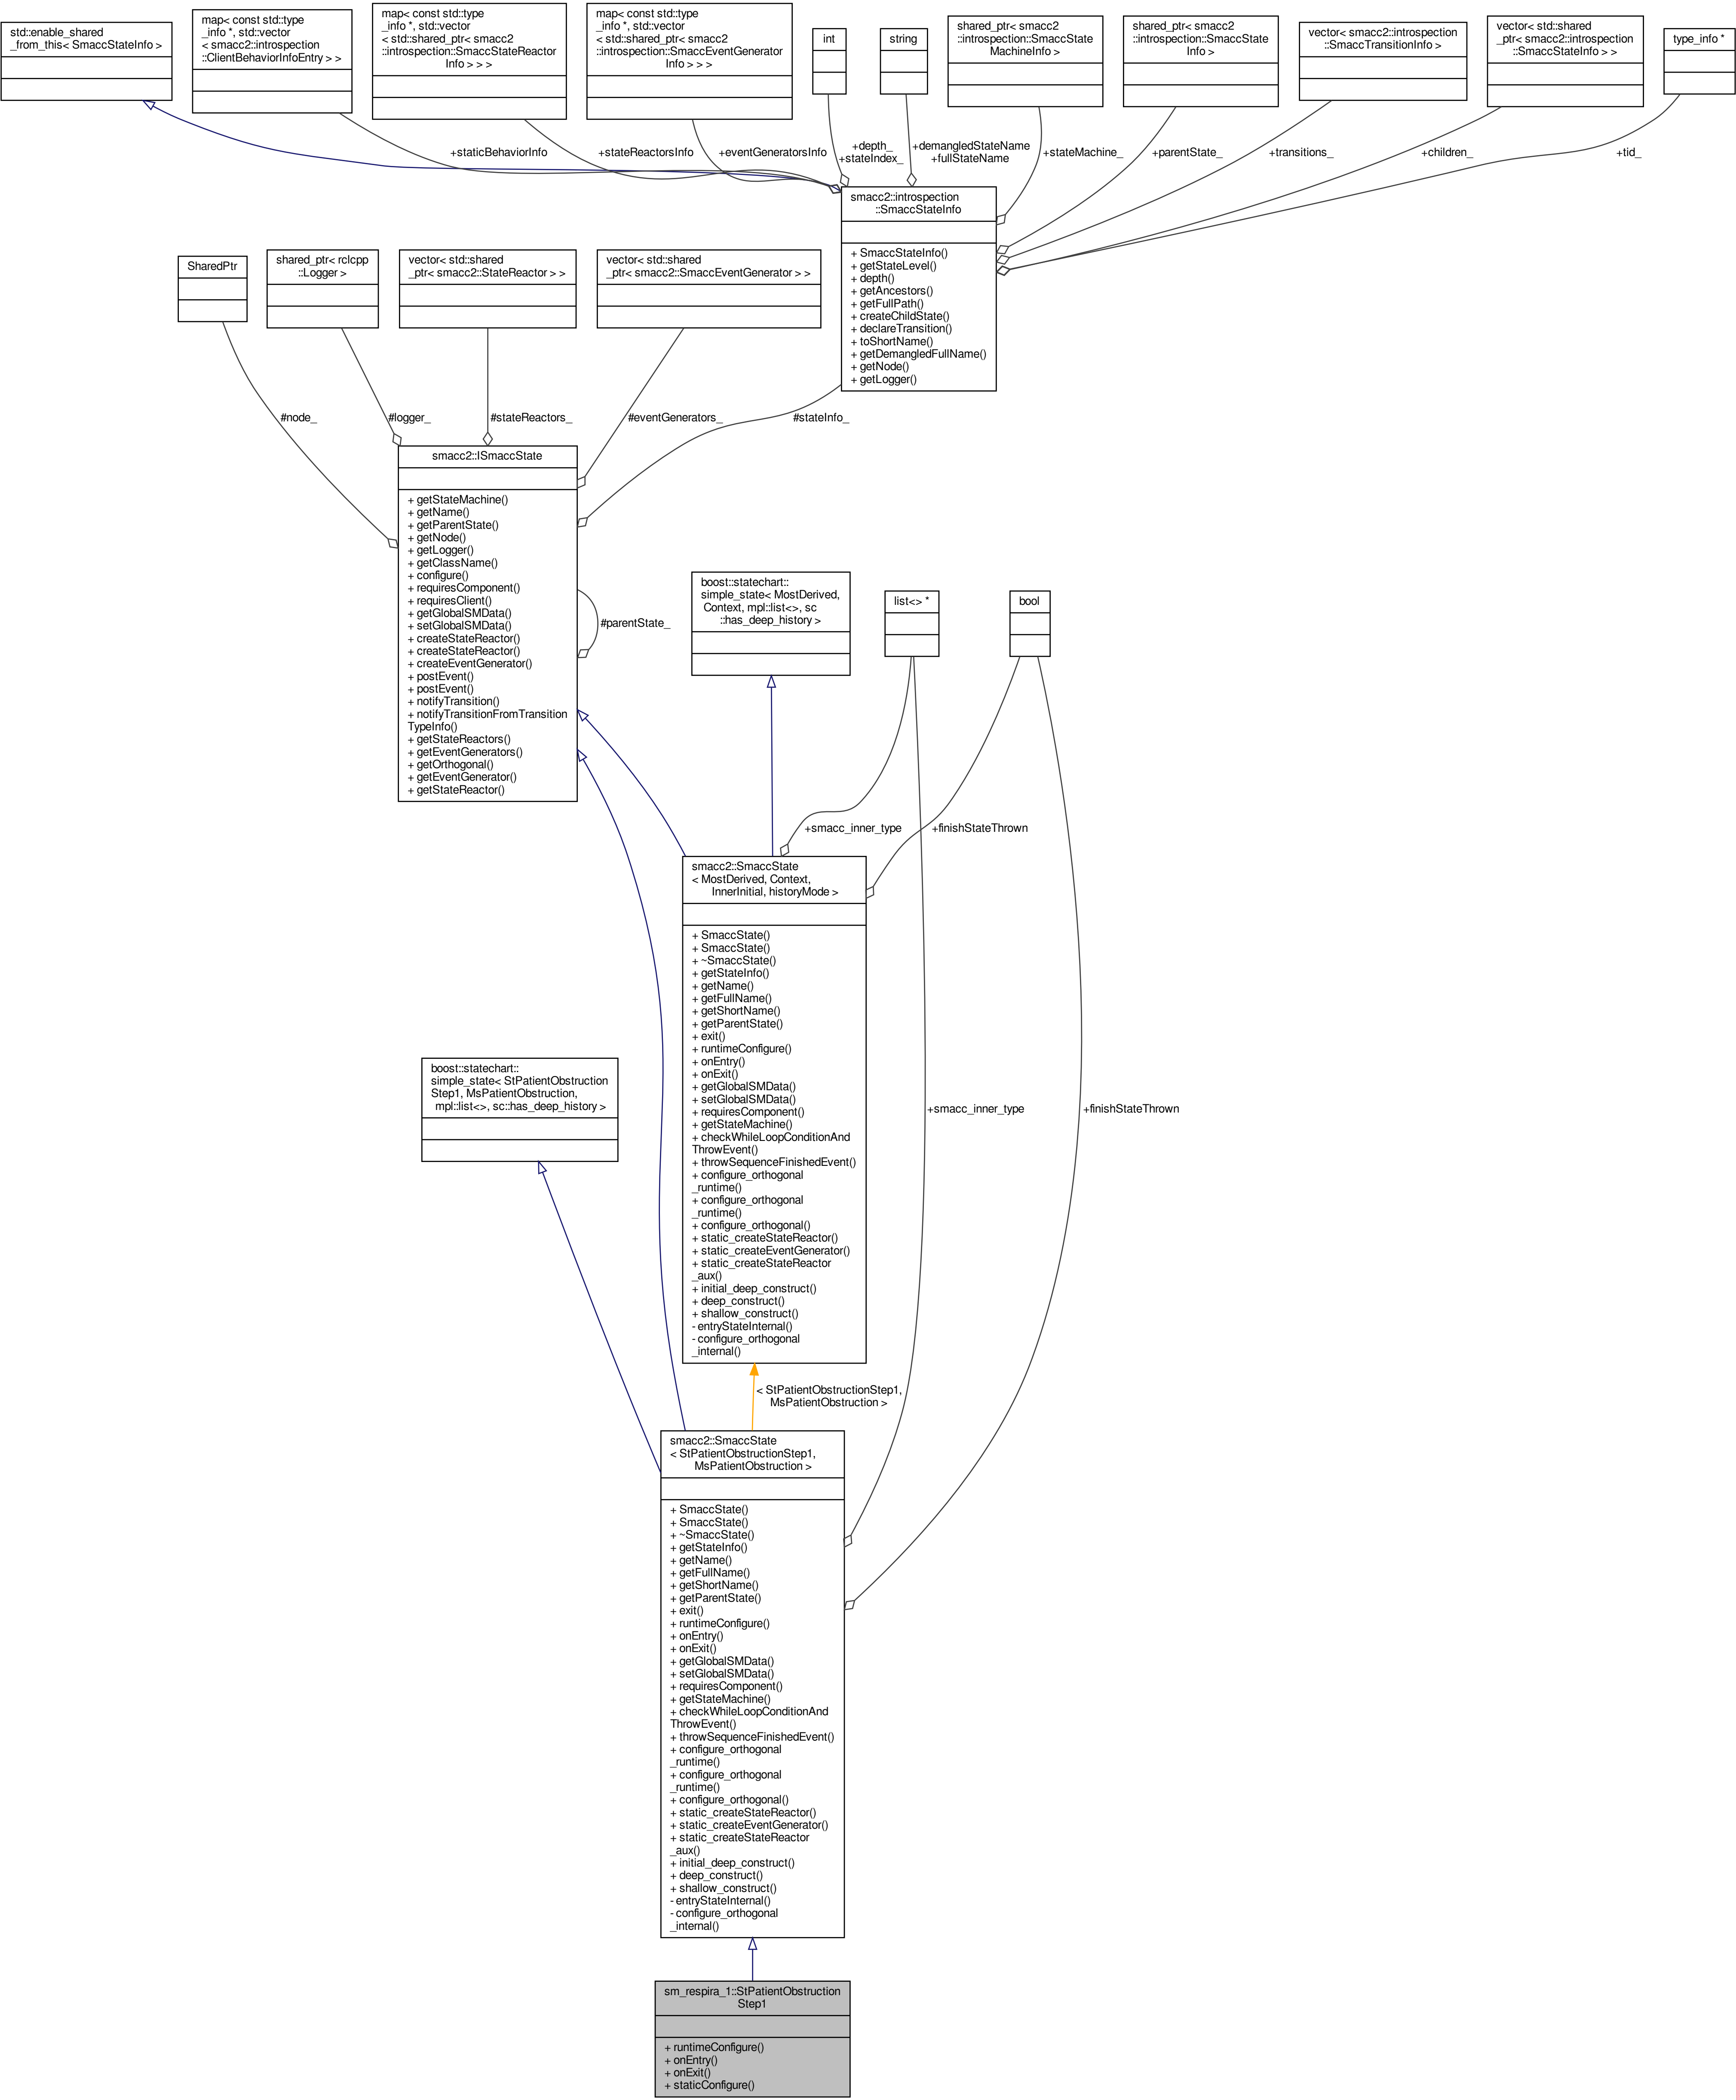 std::enable_shared
_from_this< SmaccStateInfo >
map< const std::type
_info *, std::vector
< smacc2::introspection
::ClientBehaviorInfoEntry > >
map< const std::type
_info *, std::vector
< std::shared_ptr< smacc2
::introspection::SmaccStateReactor
Info > > >
map< const std::type
_info *, std::vector
< std::shared_ptr< smacc2
::introspection::SmaccEventGenerator
Info > > >
int
string
shared_ptr< smacc2
::introspection::SmaccState
MachineInfo >
shared_ptr< smacc2
::introspection::SmaccState
Info >
vector< smacc2::introspection
::SmaccTransitionInfo >
vector< std::shared
_ptr< smacc2::introspection
::SmaccStateInfo > >
type_info *
+staticBehaviorInfo
+stateReactorsInfo
+eventGeneratorsInfo
+depth_
+stateIndex_
+demangledStateName
+fullStateName
+stateMachine_
+parentState_
+transitions_
+children_
+tid_
smacc2::introspection
::SmaccStateInfo
+ SmaccStateInfo()
+ getStateLevel()
+ depth()
+ getAncestors()
+ getFullPath()
+ createChildState()
+ declareTransition()
+ toShortName()
+ getDemangledFullName()
+ getNode()
+ getLogger()
SharedPtr
shared_ptr< rclcpp
::Logger >
vector< std::shared
_ptr< smacc2::StateReactor > >
vector< std::shared
_ptr< smacc2::SmaccEventGenerator > >
#node_
#logger_
#stateReactors_
#eventGenerators_
#stateInfo_
smacc2::ISmaccState
+ getStateMachine()
+ getName()
+ getParentState()
+ getNode()
+ getLogger()
+ getClassName()
+ configure()
+ requiresComponent()
+ requiresClient()
+ getGlobalSMData()
+ setGlobalSMData()
+ createStateReactor()
+ createStateReactor()
+ createEventGenerator()
+ postEvent()
+ postEvent()
+ notifyTransition()
+ notifyTransitionFromTransition
TypeInfo()
+ getStateReactors()
+ getEventGenerators()
+ getOrthogonal()
+ getEventGenerator()
+ getStateReactor()
#parentState_
boost::statechart::
simple_state< MostDerived,
Context, mpl::list<>, sc
::has_deep_history >
list<> *
bool
+smacc_inner_type
+finishStateThrown
smacc2::SmaccState
< MostDerived, Context,
InnerInitial, historyMode >
+ SmaccState()
+ SmaccState()
+ ~SmaccState()
+ getStateInfo()
+ getName()
+ getFullName()
+ getShortName()
+ getParentState()
+ exit()
+ runtimeConfigure()
+ onEntry()
+ onExit()
+ getGlobalSMData()
+ setGlobalSMData()
+ requiresComponent()
+ getStateMachine()
+ checkWhileLoopConditionAnd
ThrowEvent()
+ throwSequenceFinishedEvent()
+ configure_orthogonal
_runtime()
+ configure_orthogonal
_runtime()
+ configure_orthogonal()
+ static_createStateReactor()
+ static_createEventGenerator()
+ static_createStateReactor
_aux()
+ initial_deep_construct()
+ deep_construct()
+ shallow_construct()
- entryStateInternal()
- configure_orthogonal
_internal()
boost::statechart::
simple_state< StPatientObstruction
Step1, MsPatientObstruction,
mpl::list<>, sc::has_deep_history >
+smacc_inner_type
+finishStateThrown
< StPatientObstructionStep1,
MsPatientObstruction >
smacc2::SmaccState
< StPatientObstructionStep1,
MsPatientObstruction >
+ SmaccState()
+ SmaccState()
+ ~SmaccState()
+ getStateInfo()
+ getName()
+ getFullName()
+ getShortName()
+ getParentState()
+ exit()
+ runtimeConfigure()
+ onEntry()
+ onExit()
+ getGlobalSMData()
+ setGlobalSMData()
+ requiresComponent()
+ getStateMachine()
+ checkWhileLoopConditionAnd
ThrowEvent()
+ throwSequenceFinishedEvent()
+ configure_orthogonal
_runtime()
+ configure_orthogonal
_runtime()
+ configure_orthogonal()
+ static_createStateReactor()
+ static_createEventGenerator()
+ static_createStateReactor
_aux()
+ initial_deep_construct()
+ deep_construct()
+ shallow_construct()
- entryStateInternal()
- configure_orthogonal
_internal()
sm_respira_1::StPatientObstruction
Step1
+ runtimeConfigure()
+ onEntry()
+ onExit()
+ staticConfigure()